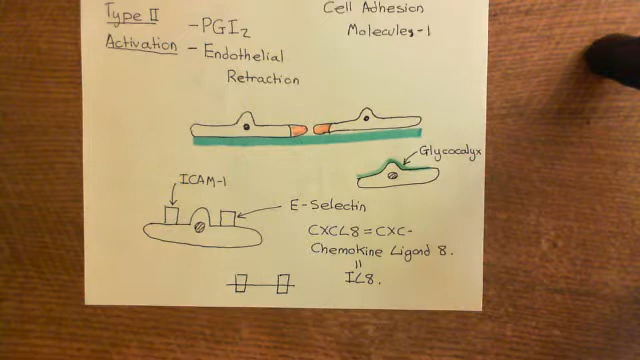 Type II
Activation
- PGI2
- Endothelial
Retraction
Cell Adhesion
Molecules-1
Glycocalyx
ICAM-1
E-Selectin
CXCL8 = CXC-
Chemokine Ligand 8.
=
IL8.